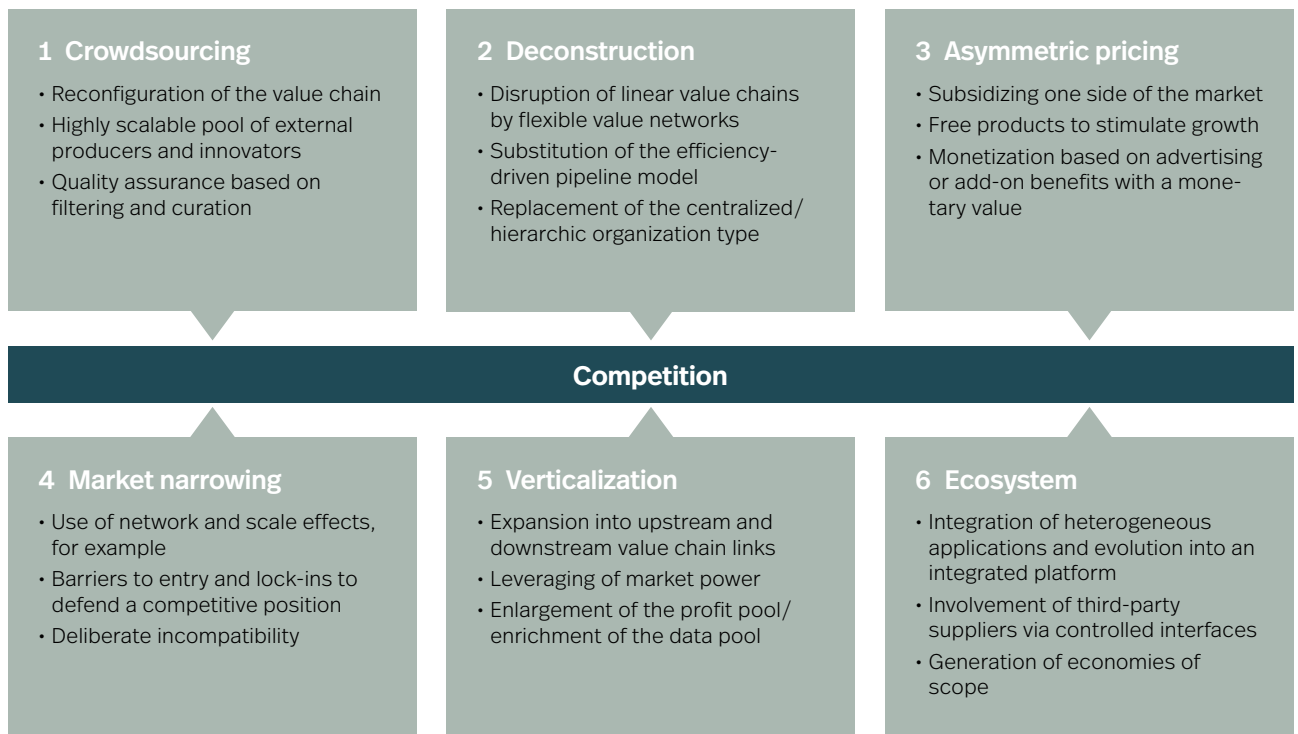 1 Crowdsourcing
• Reconfiguration of the value chain
• Highly scalable pool of external
producers and innovators
• Quality assurance based on
filtering and curation
2 Deconstruction
• Disruption of linear value chains
by flexible value networks
• Substitution of the efficiency-
driven pipeline model
• Replacement of the centralized/
hierarchic organization type
3 Asymmetric pricing
• Subsidizing one side of the market
• Free products to stimulate growth
• Monetization based on advertising
or add-on benefits with a mone-
tary value
Competition
4 Market narrowing
• Use of network and scale effects,
for example
• Barriers to entry and lock-ins to
defend a competitive position
• Deliberate incompatibility
5 Verticalization
• Expansion into upstream and
downstream value chain links
• Leveraging of market power
• Enlargement of the profit pool/
enrichment of the data pool
6 Ecosystem
• Integration of heterogeneous
applications and evolution into an
integrated platform
• Involvement of third-party
suppliers via controlled interfaces
• Generation of economies of
scope